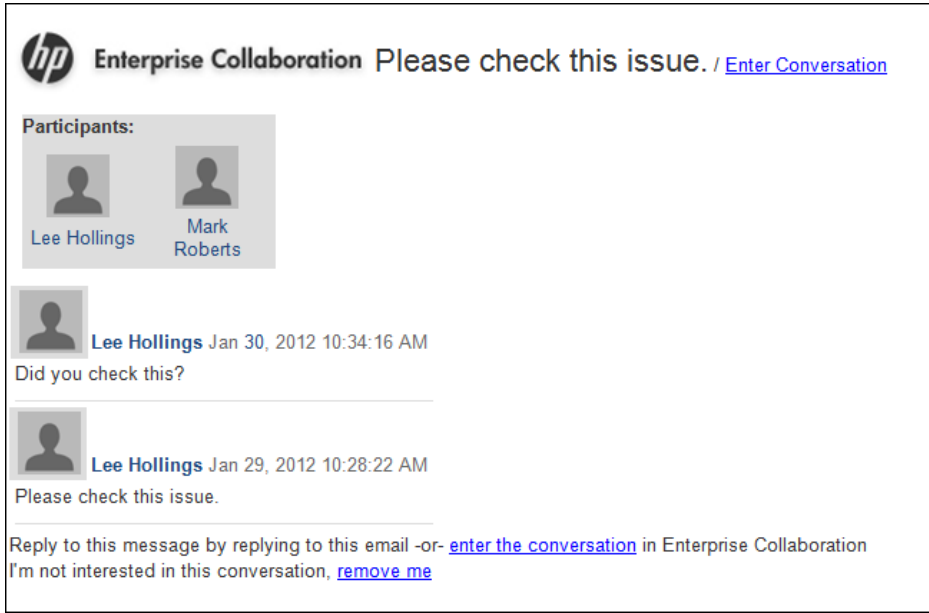 hp Enterprise Collaboration Please check this issue. / Enter Conversation
Participants:
Lee Hollings
Mark
Roberts
Lee Hollings Jan 30, 2012 10:34:16 AM
Did you check this?
Lee Hollings Jan 29, 2012 10:28:22 AM
Please check this issue.
Reply to this message by replying to this email -or- enter the conversation in Enterprise Collaboration
I'm not interested in this conversation, remove me